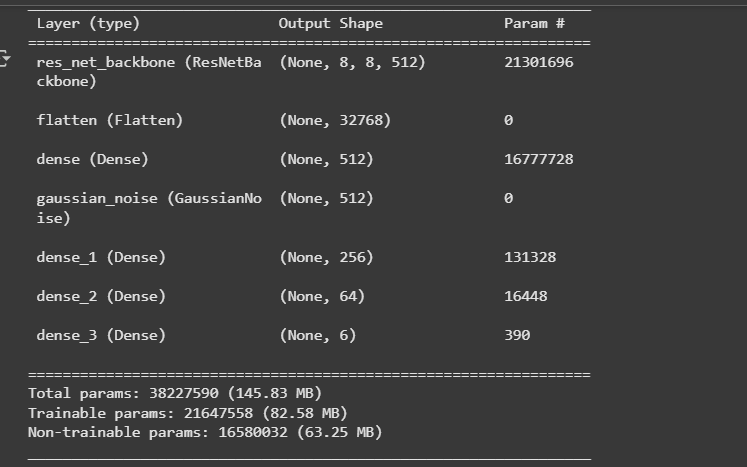 Layer (type) Output Shape Param #
=================================================================
res_net_backbone (ResNetBa (None, 8, 8, 512) 21301696
ckbone)
flatten (Flatten) (None, 32768) 0
dense (Dense) (None, 512) 16777728
gaussian_noise (GaussianNo (None, 512) 0
ise)
dense_1 (Dense) (None, 256) 131328
dense_2 (Dense) (None, 64) 16448
dense_3 (Dense) (None, 6) 390
=================================================================
Total params: 38227590 (145.83 MB)
Trainable params: 21647558 (82.58 MB)
Non-trainable params: 16580032 (63.25 MB)